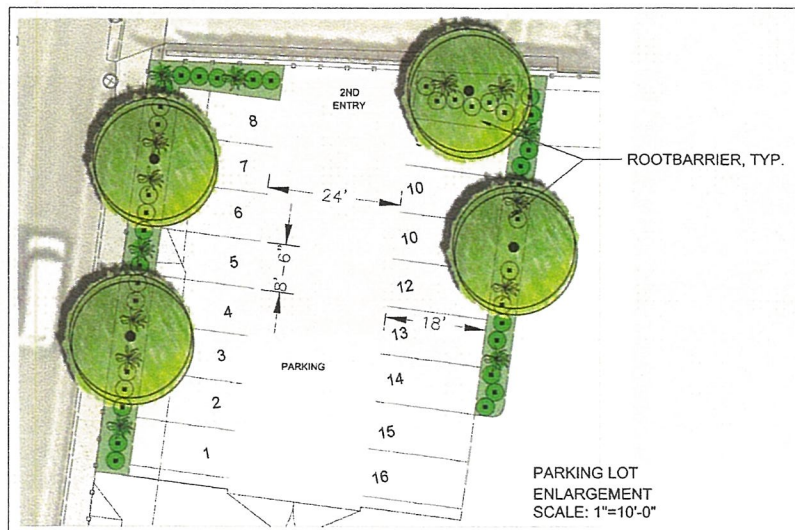 2ND
ENTRY
8
7
6
5
4
3
2
1
24'
8'-6"
10
10
12
13
14
15
16
18'
PARKING
ROOTBARRIER, TYP.
PARKING LOT
ENLARGEMENT
SCALE: 1"=10'-0"